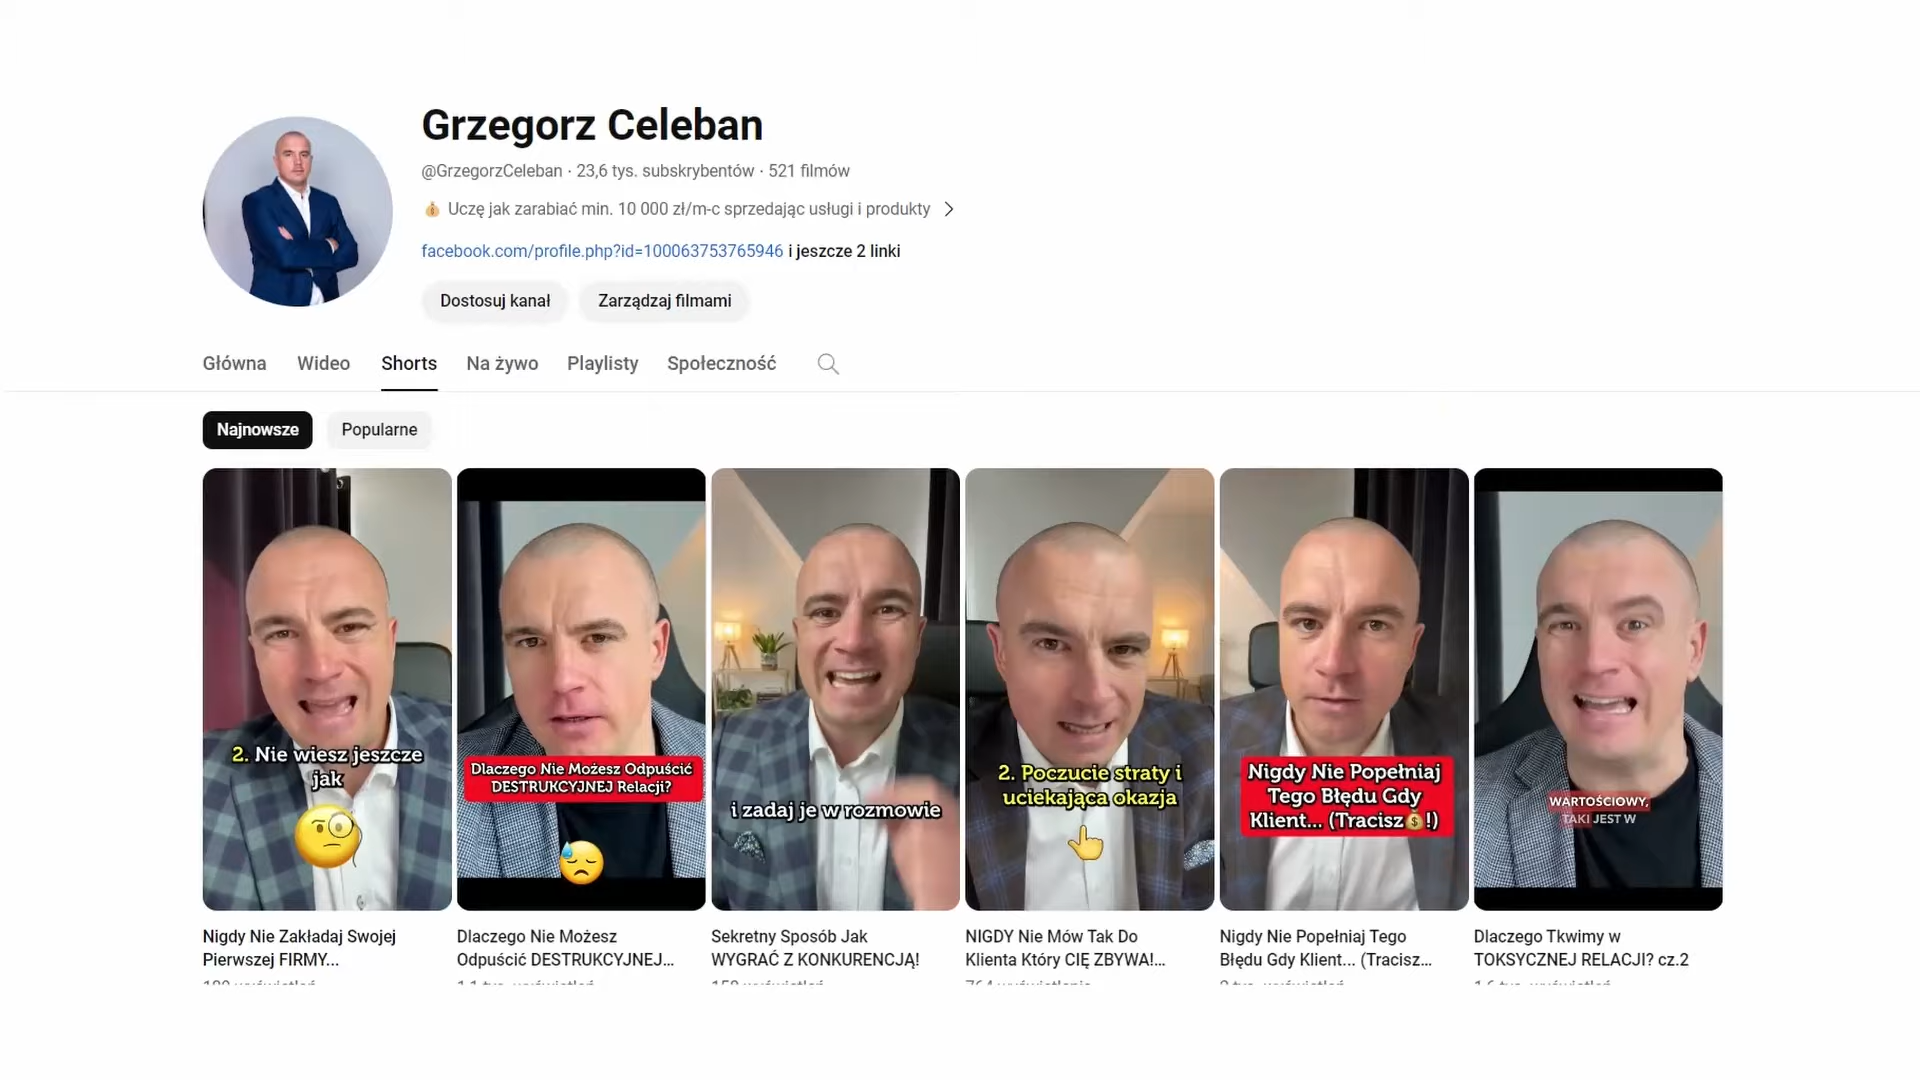 Grzegorz Celeban
@GrzegorzCeleban · 23,6 tys. subskrybentów · 521 filmów
Uczę jak zarabiać min. 10 000 zł/m-c sprzedając usługi i produkty
facebook.com/profile.php?id=100063753765946 i jeszcze 2 linki
Dostosuj kanał Zarządzaj filmami
Główna Wideo Shorts Na żywo Playlisty Społeczność
Najnowsze Popularne
2. Nie wiesz jeszcze
jak
Dlaczego Nie Możesz Odpuścić
DESTRUKCYJNEJ Relacji?
i zadaj je w rozmowie
2. Poczucie straty i
uciekająca okazja
Nigdy Nie Popełniaj
Tego Błędu Gdy
Klient... (Tracisz💰!)
WARTOŚCIOWY,
TAKI JEST W
Nigdy Nie Zakładaj Swojej
Pierwszej FIRMY...
Dlaczego Nie Możesz
Odpuścić DESTRUKCYJNEJ...
Sekretny Sposób Jak
WYGRAĆ Z KONKURENCJĄ!
NIGDY Nie Mów Tak Do
Klienta Który CIĘ ZBYWA!...
Nigdy Nie Popełniaj Tego
Błędu Gdy Klient... (Tracisz...
Dlaczego Tkwimy w
TOKSYCZNEJ RELACJI? cz.2